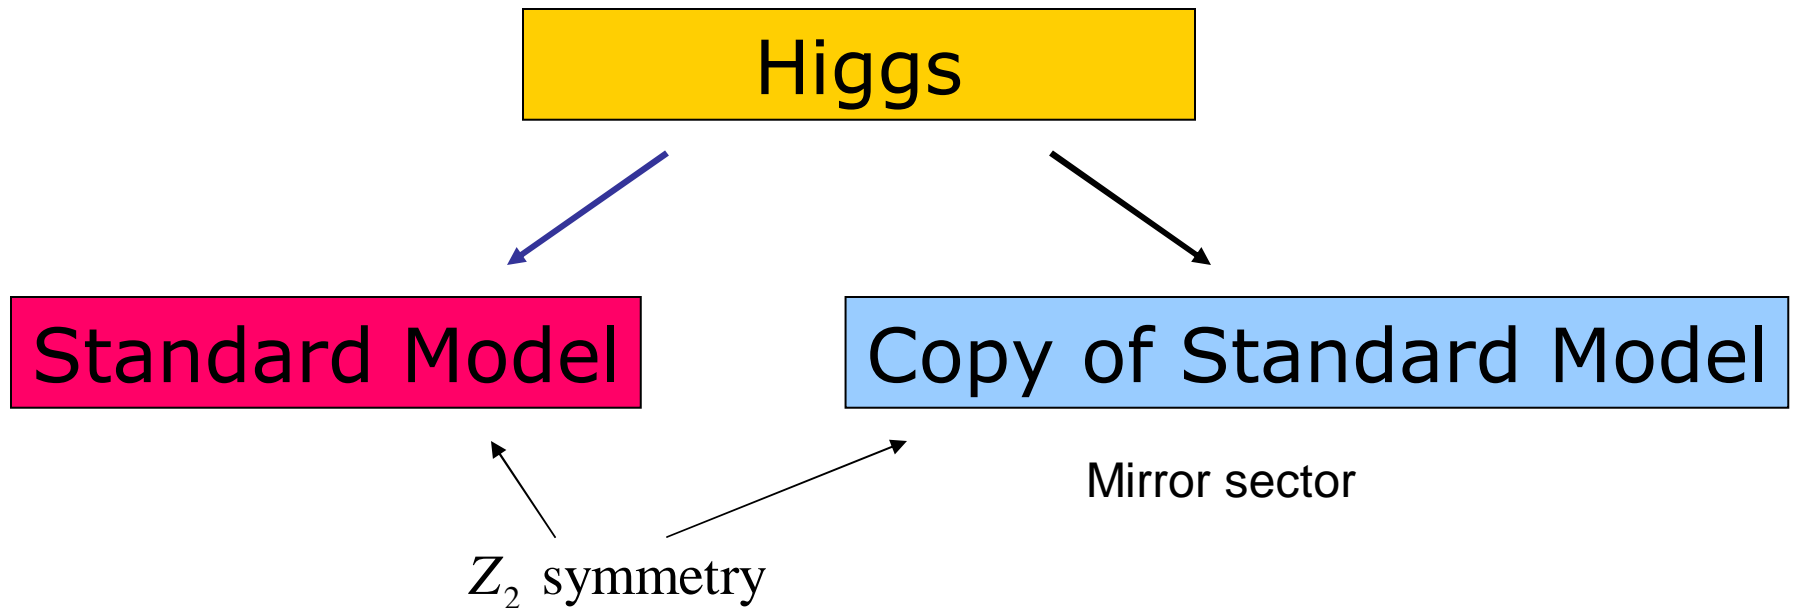 Higgs
Standard Model
Copy of Standard Model
Mirror sector
Z₂ symmetry